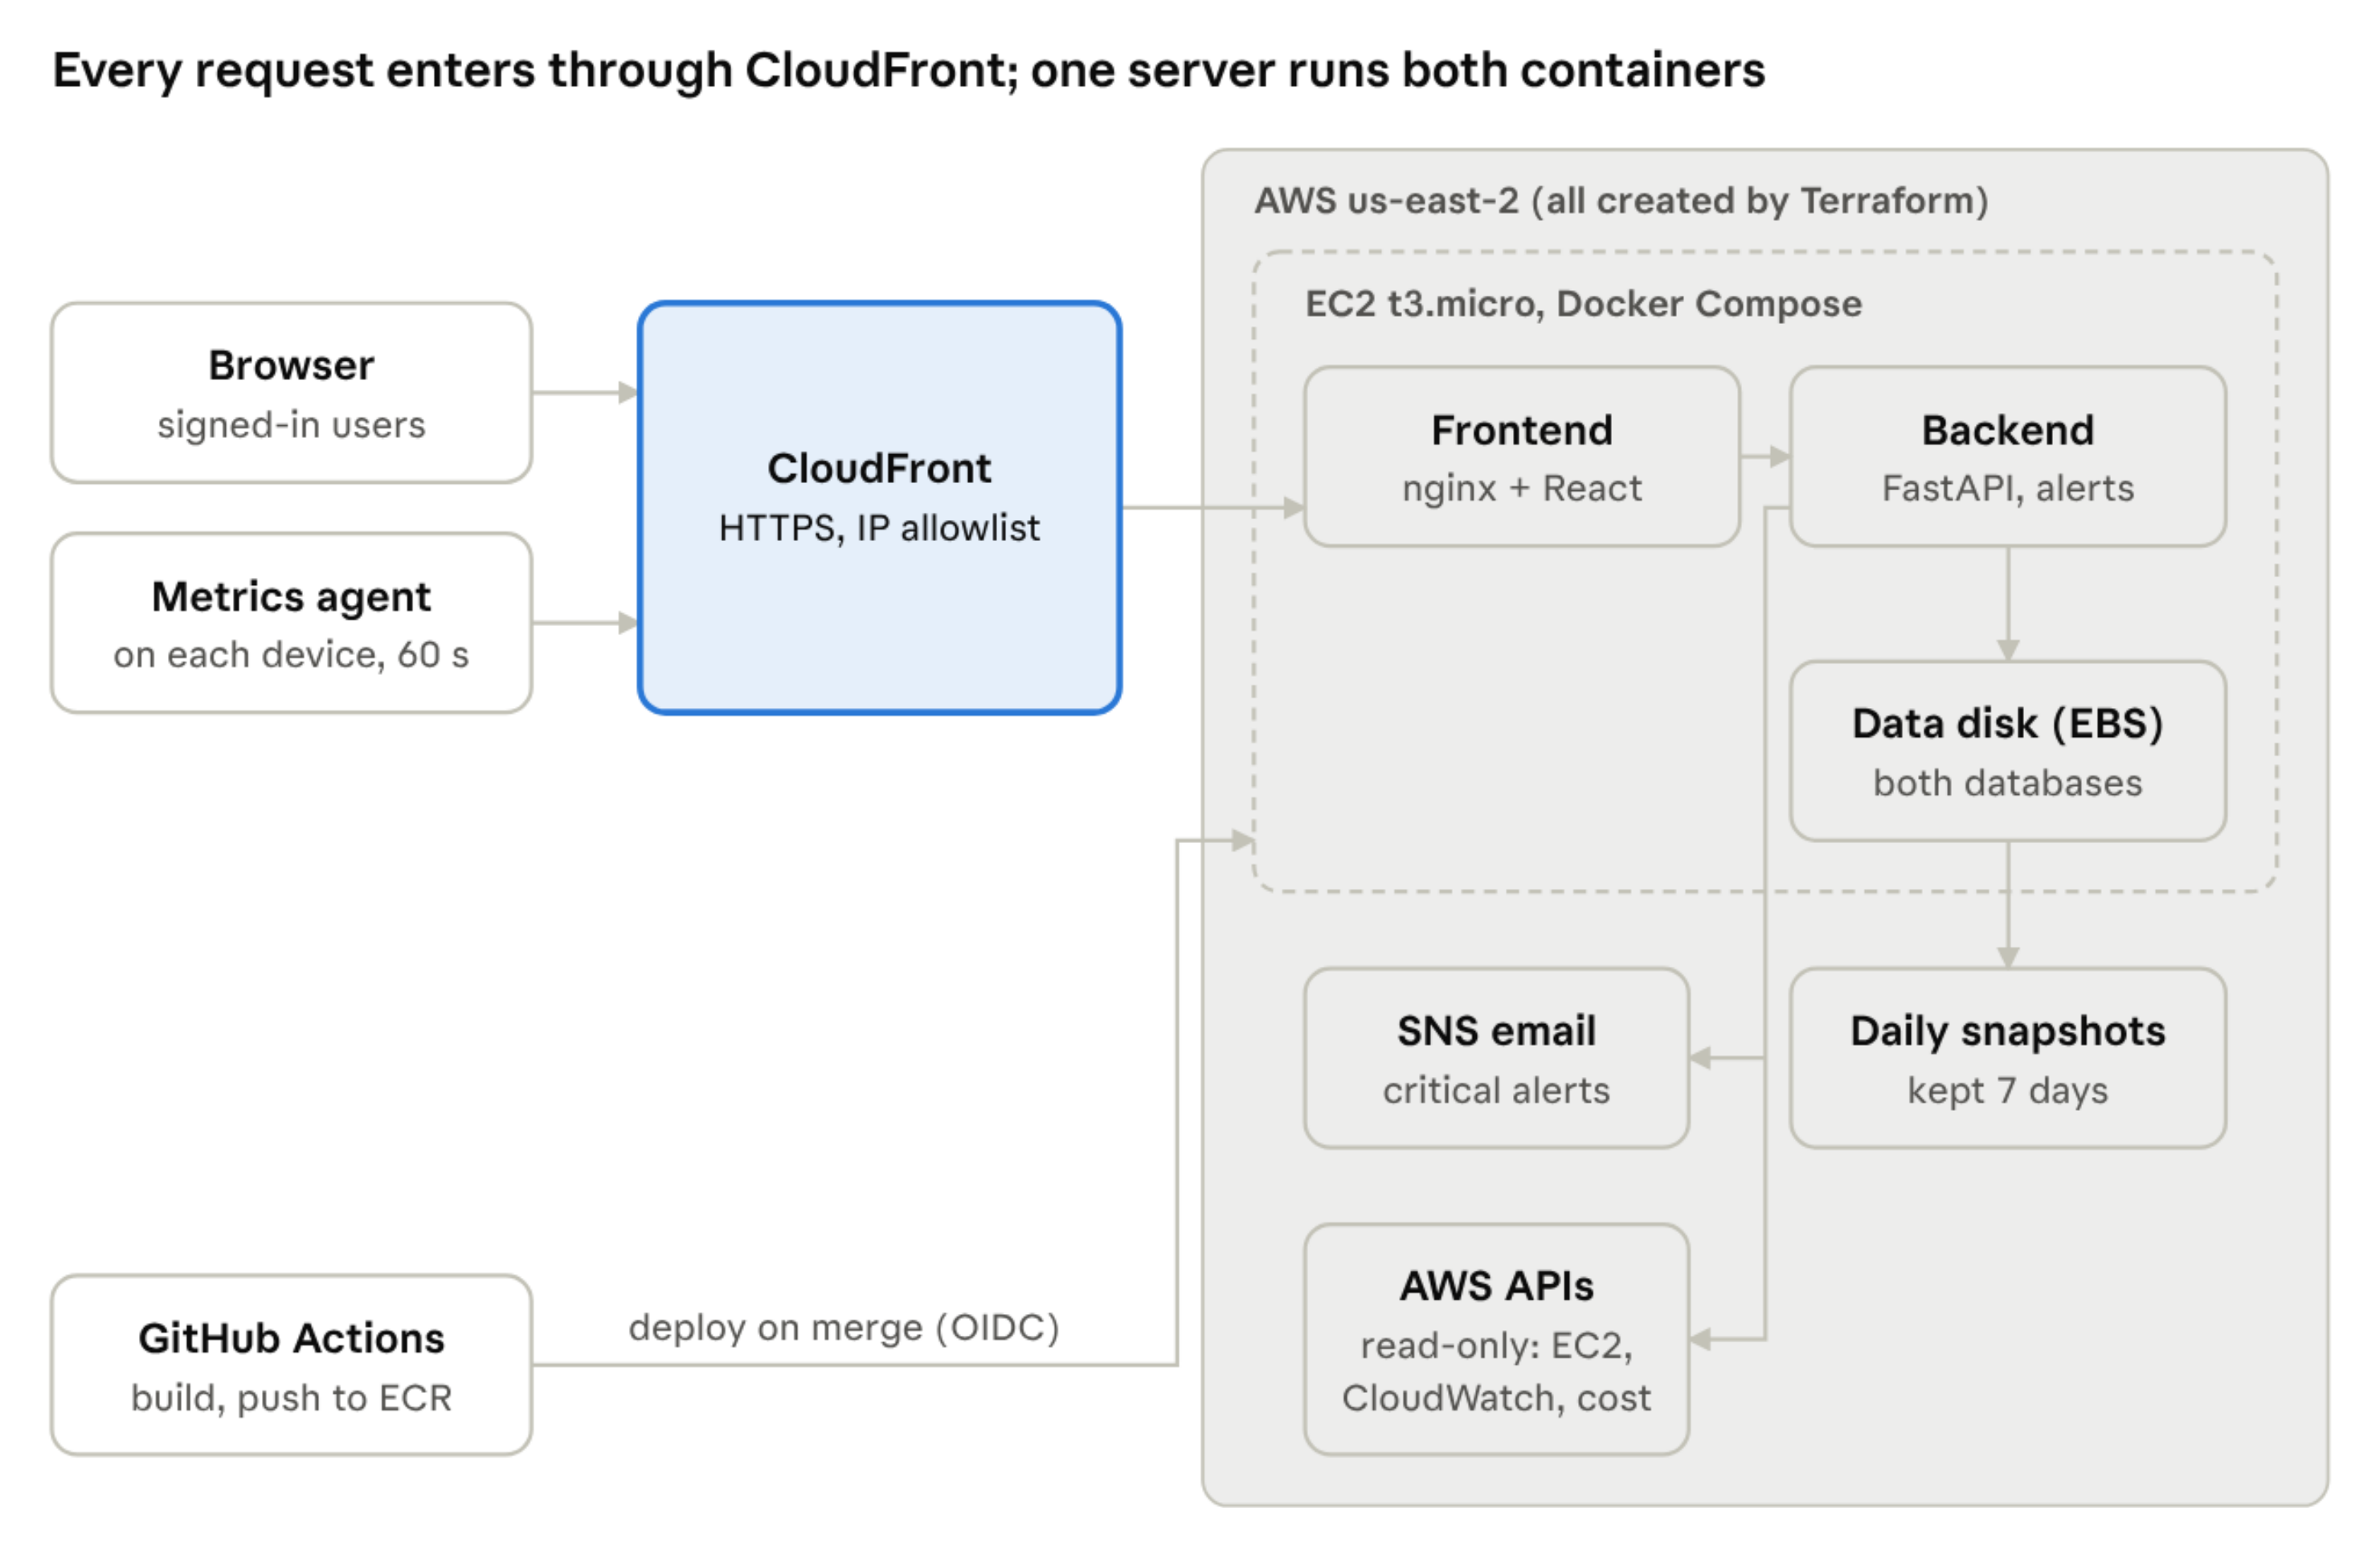 Every request enters through CloudFront; one server runs both containers
AWS us-east-2 (all created by Terraform)
EC2 t3.micro, Docker Compose
Browser
signed-in users
Metrics agent
on each device, 60 s
CloudFront
HTTPS, IP allowlist
Frontend
nginx + React
Backend
FastAPI, alerts
Data disk (EBS)
both databases
SNS email
critical alerts
Daily snapshots
kept 7 days
GitHub Actions
build, push to ECR
deploy on merge (OIDC)
AWS APIs
read-only: EC2,
CloudWatch, cost